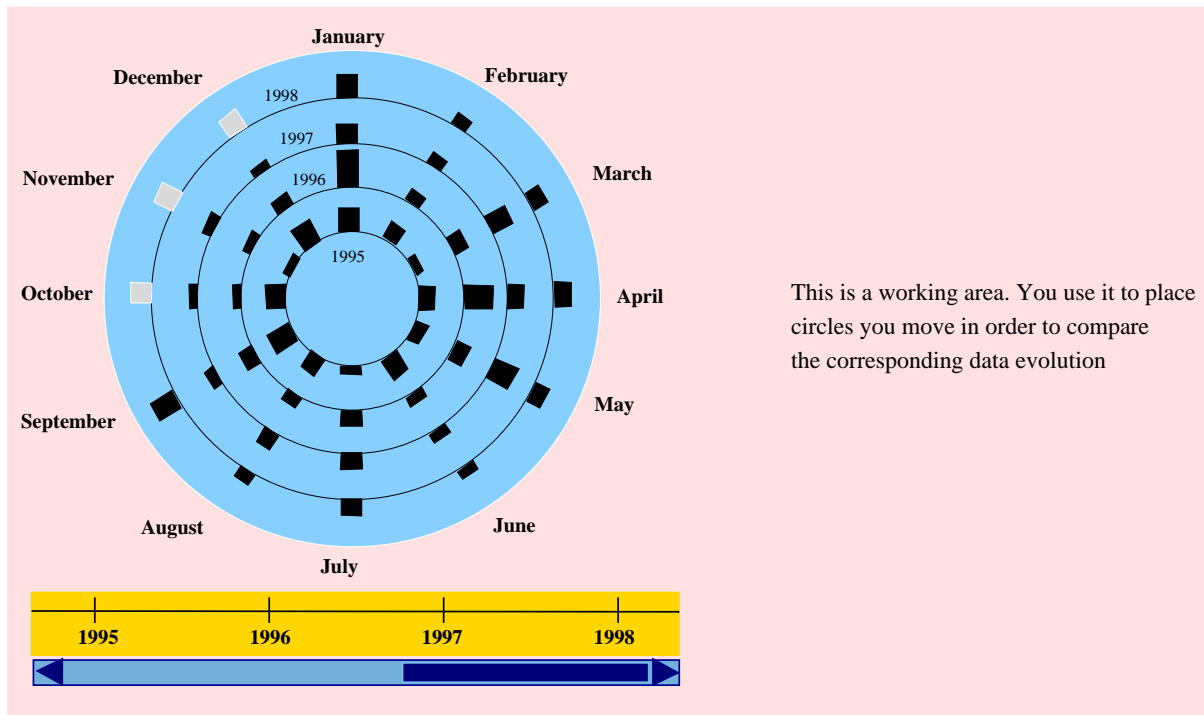 January
December
February
1998
1997
November
March
1996
1995
October
April
This is a working area. You use it to place
circles you move in order to compare
the corresponding data evolution
September
May
August
June
July
1995
1996
1997
1998